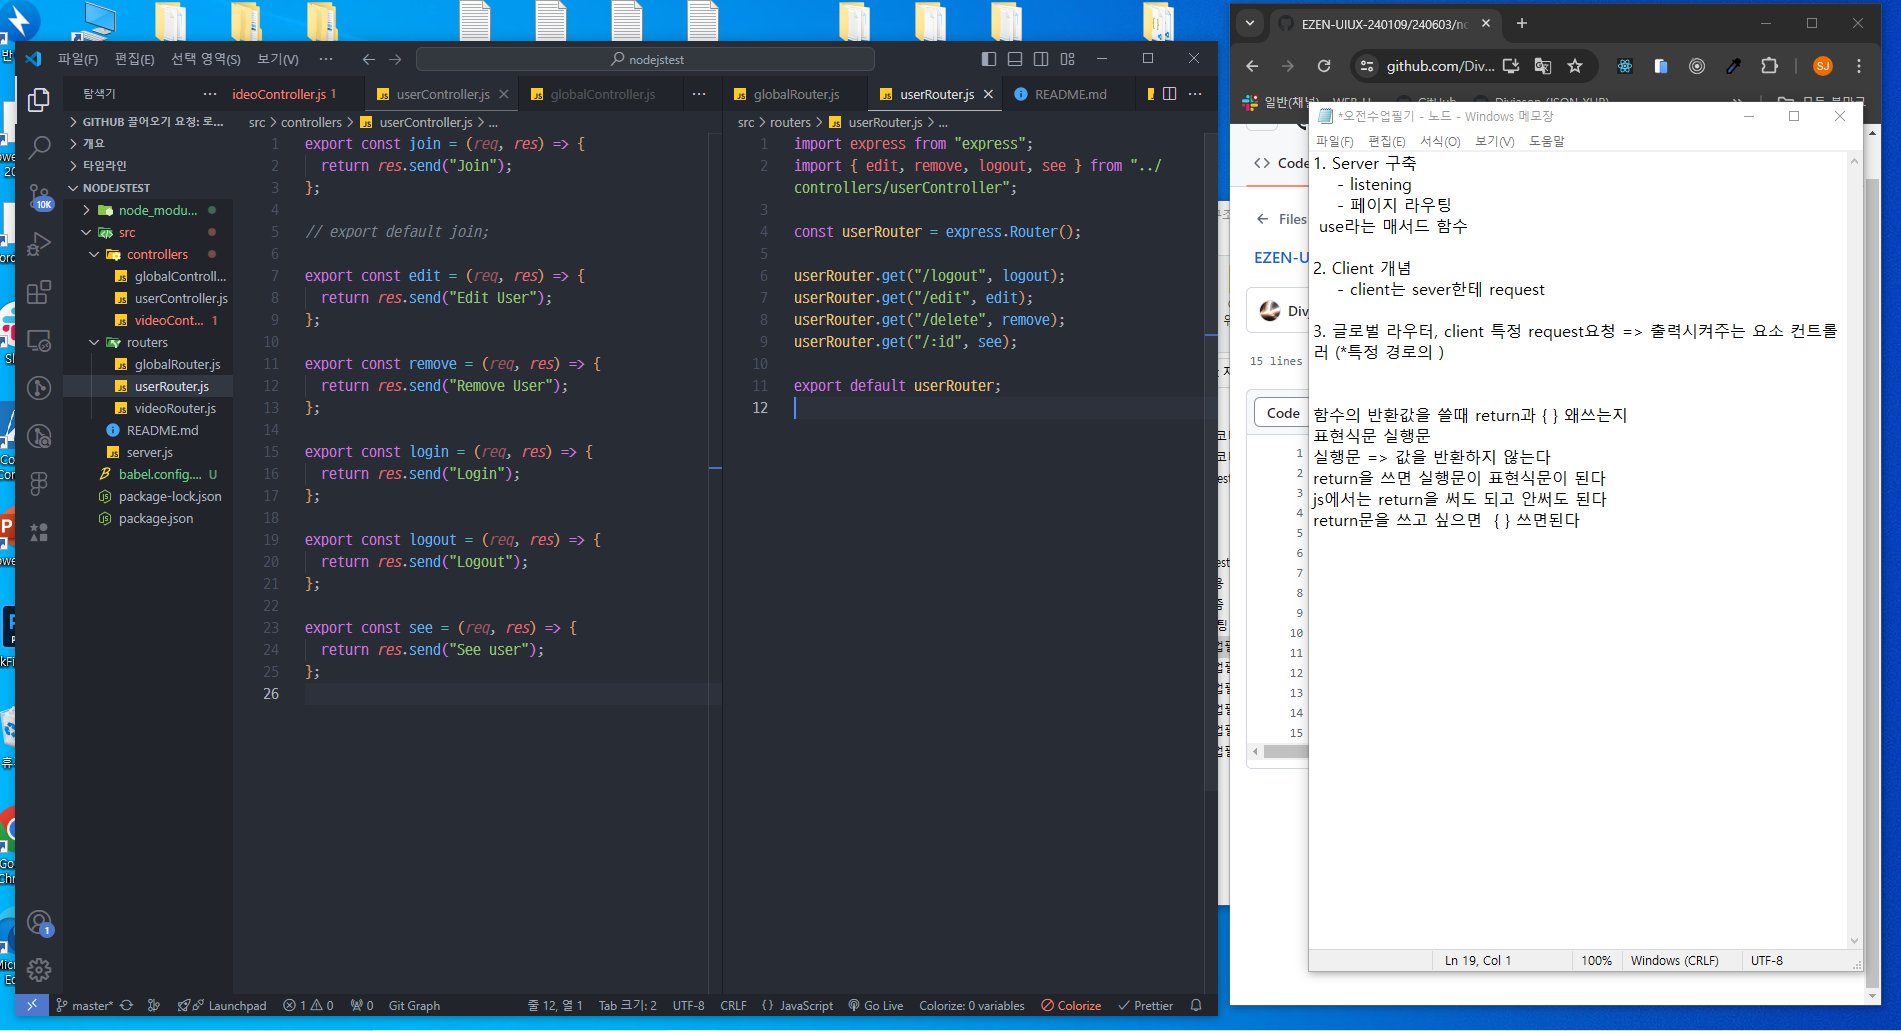 파일(F) 편집(E) 선택 영역(S) 보기(V) ··· nodejstest
탐색기 ···
GITHUB 끌어오기 요청: 로...
개요
타임라인
NODEJSTEST
node_modu...
src
controllers
globalControll...
userController.js
videoCont... 1
routers
globalRouter.js
userRouter.js
videoRouter.js
README.md
server.js
babel.config.... U
package-lock.json
package.json
10K
1
ideoController.js 1 userController.js globalController.js ···
src > controllers > userController.js > ...
1 export const join = (req, res) => {
2 return res.send("Join");
3 };
4
5 // export default join;
6
7 export const edit = (req, res) => {
8 return res.send("Edit User");
9 };
10
11 export const remove = (req, res) => {
12 return res.send("Remove User");
13 };
14
15 export const login = (req, res) => {
16 return res.send("Login");
17 };
18
19 export const logout = (req, res) => {
20 return res.send("Logout");
21 };
22
23 export const see = (req, res) => {
24 return res.send("See user");
25 };
26
globalRouter.js userRouter.js README.md ···
src > routers > userRouter.js > ...
1 import express from "express";
2 import { edit, remove, logout, see } from "../
controllers/userController";
3
4 const userRouter = express.Router();
5
6 userRouter.get("/logout", logout);
7 userRouter.get("/edit", edit);
8 userRouter.get("/delete", remove);
9 userRouter.get("/:id", see);
10
11 export default userRouter;
12
master* Launchpad 1 0 0 Git Graph 줄 12, 열 1 Tab 크기: 2 UTF-8 CRLF {} JavaScript Go Live Colorize: 0 variables Colorize Prettier
EZEN-UIUX-240109/240603/no
github.com/Div... SJ
일반(채널)
Code
Files
EZEN-U
Div
15 lines
Code
1
2
3
4
5
6
7
8
9
10
11
12
13
14
15
*오전수업필기 - 노드 - Windows 메모장
파일(F) 편집(E) 서식(O) 보기(V) 도움말
1. Server 구축
- listening
- 페이지 라우팅
use라는 매서드 함수
2. Client 개념
- client는 sever한테 request
3. 글로벌 라우터, client 특정 request요청 => 출력시켜주는 요소 컨트롤
러 (*특정 경로의 )
함수의 반환값을 쓸때 return과 { } 왜쓰는지
표현식문 실행문
실행문 => 값을 반환하지 않는다
return을 쓰면 실행문이 표현식문이 된다
js에서는 return을 써도 되고 안써도 된다
return문을 쓰고 싶으면 { } 쓰면된다
Ln 19, Col 1 100% Windows (CRLF) UTF-8